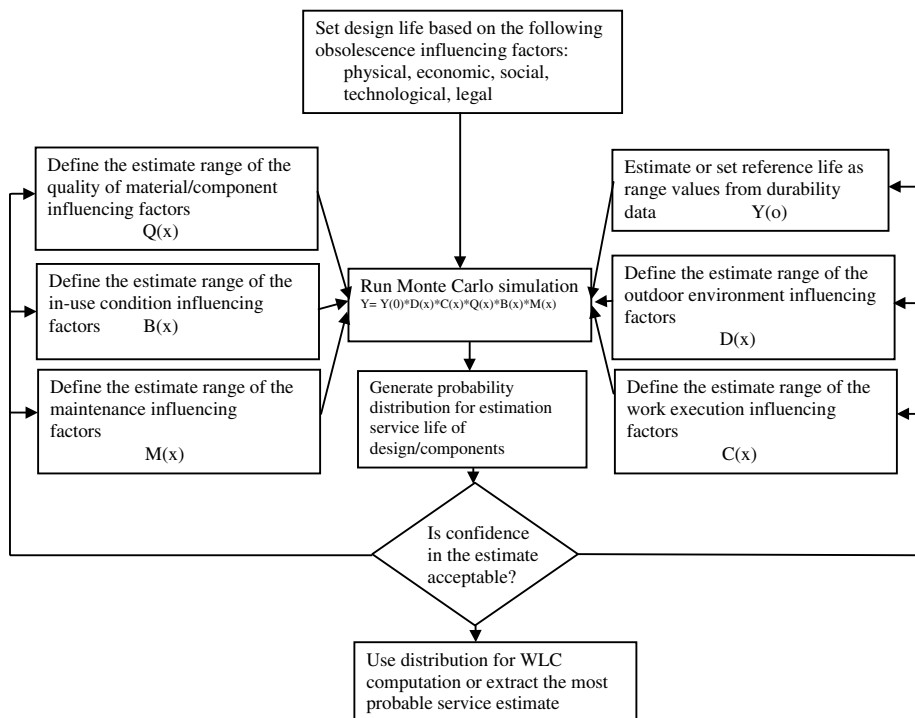 Set design life based on the following
obsolescence influencing factors:
physical, economic, social,
technological, legal
Define the estimate range of the
quality of material/component
influencing factors
Q(x)
Estimate or set reference life as
range values from durability
data Y(o)
Define the estimate range of the
in-use condition influencing
factors B(x)
Run Monte Carlo simulation
Y= Y(0)*D(x)*C(x)*Q(x)*B(x)*M(x)
Define the estimate range of the
outdoor environment influencing
factors
D(x)
Define the estimate range of the
maintenance influencing
factors
M(x)
Generate probability
distribution for estimation
service life of
design/components
Define the estimate range of the
work execution influencing
factors
C(x)
Is confidence
in the estimate
acceptable?
Use distribution for WLC
computation or extract the most
probable service estimate